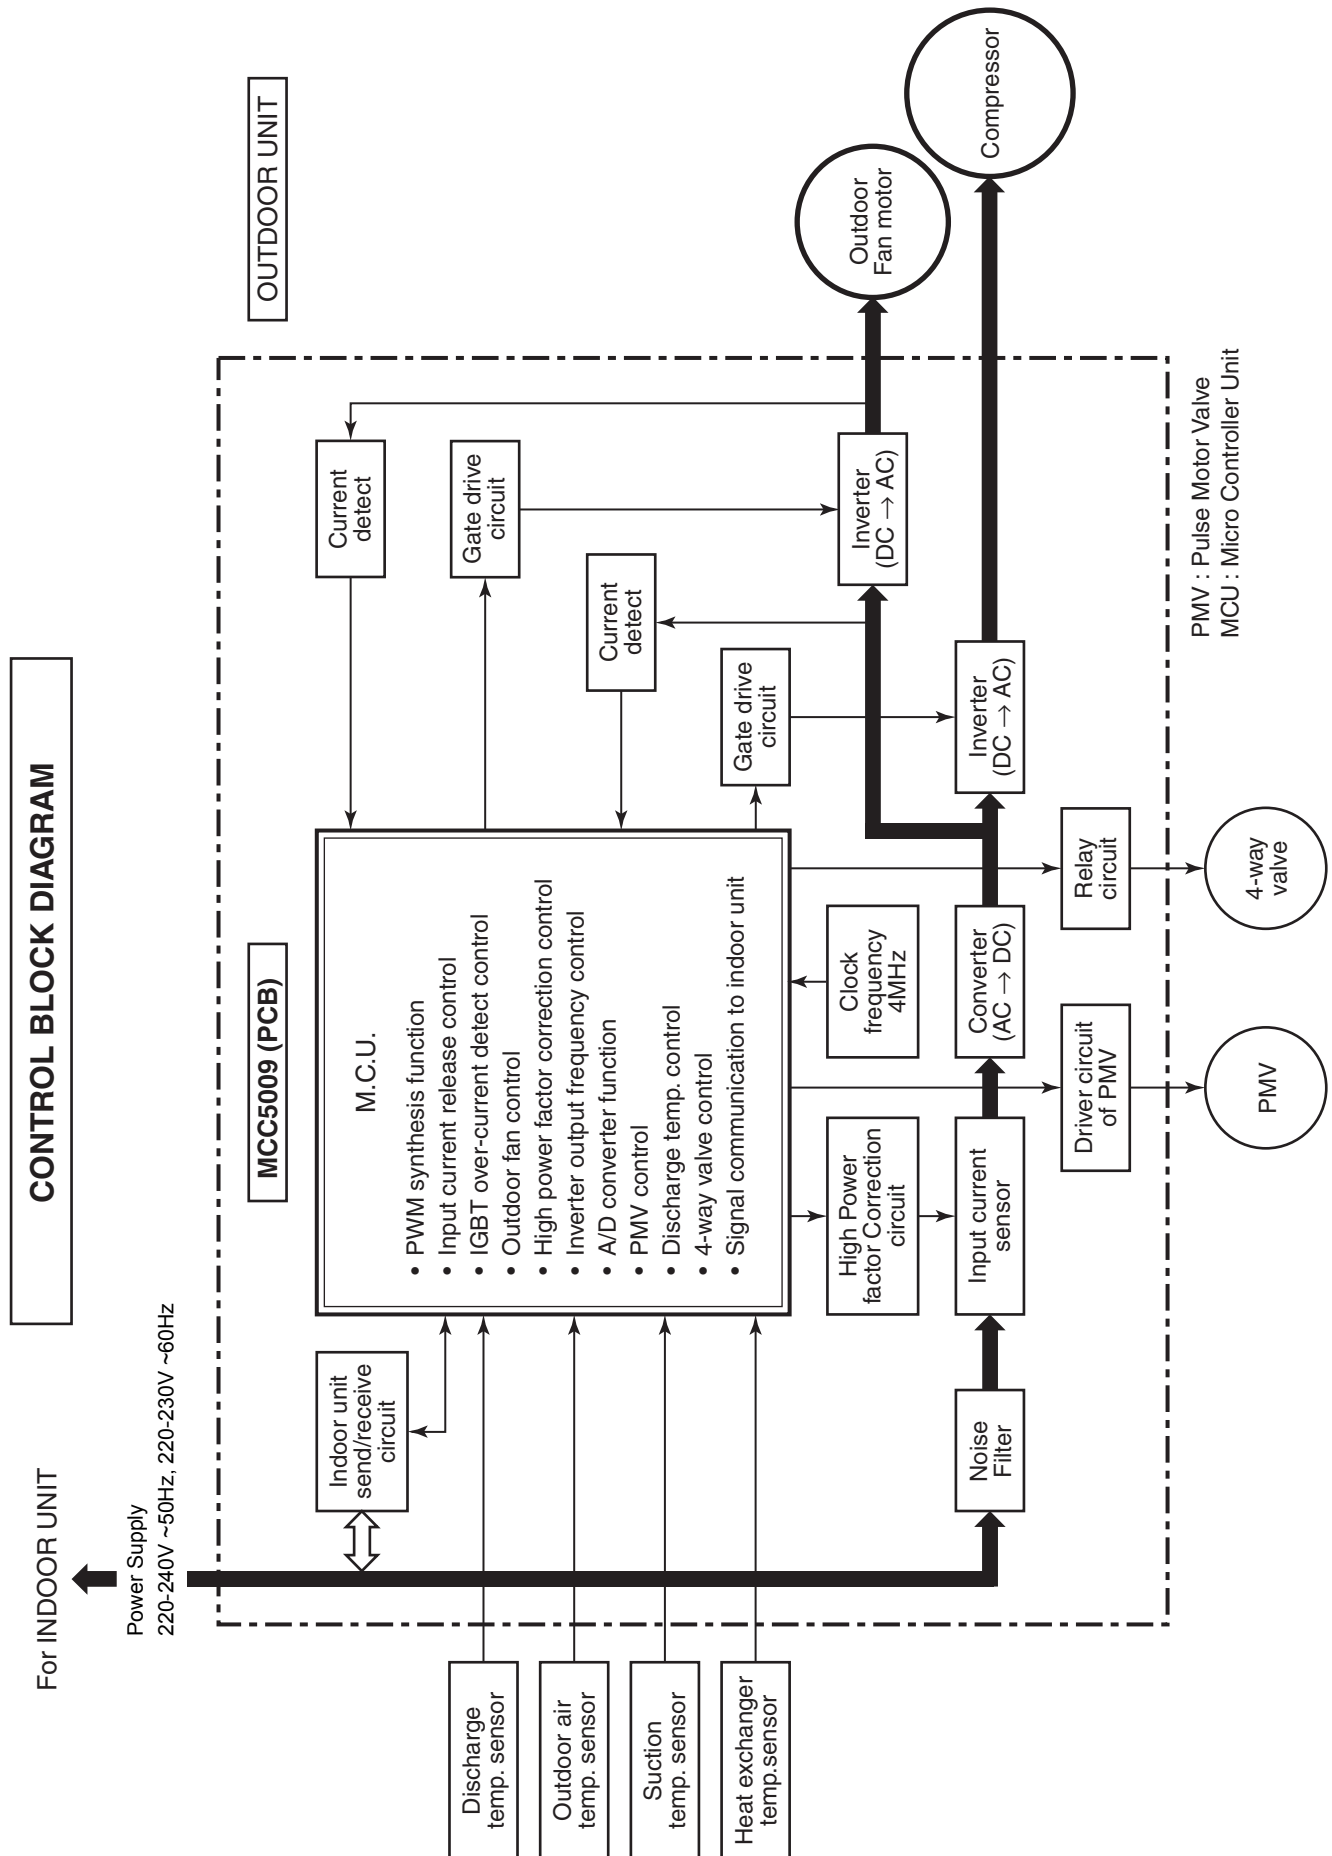 CONTROL BLOCK DIAGRAM
For INDOOR UNIT
Power Supply
220-240V ~50Hz, 220-230V ~60Hz
MCC5009 (PCB)
OUTDOOR UNIT
Indoor unit
send/receive
circuit
M.C.U.
• PWM synthesis function
• Input current release control
• IGBT over-current detect control
• Outdoor fan control
• High power factor correction control
• Inverter output frequency control
• A/D converter function
• PMV control
• Discharge temp. control
• 4-way valve control
• Signal communication to indoor unit
Current
detect
Gate drive
circuit
Current
detect
Gate drive
circuit
Discharge
temp. sensor
Outdoor air
temp. sensor
Suction
temp. sensor
Heat exchanger
temp.sensor
High Power
factor Correction
circuit
Clock
frequency
4MHz
Inverter
(DC → AC)
Outdoor
Fan motor
Noise
Filter
Input current
sensor
Converter
(AC → DC)
Inverter
(DC → AC)
Compressor
Driver circuit
of PMV
Relay
circuit
PMV
4-way
valve
PMV : Pulse Motor Valve
MCU : Micro Controller Unit